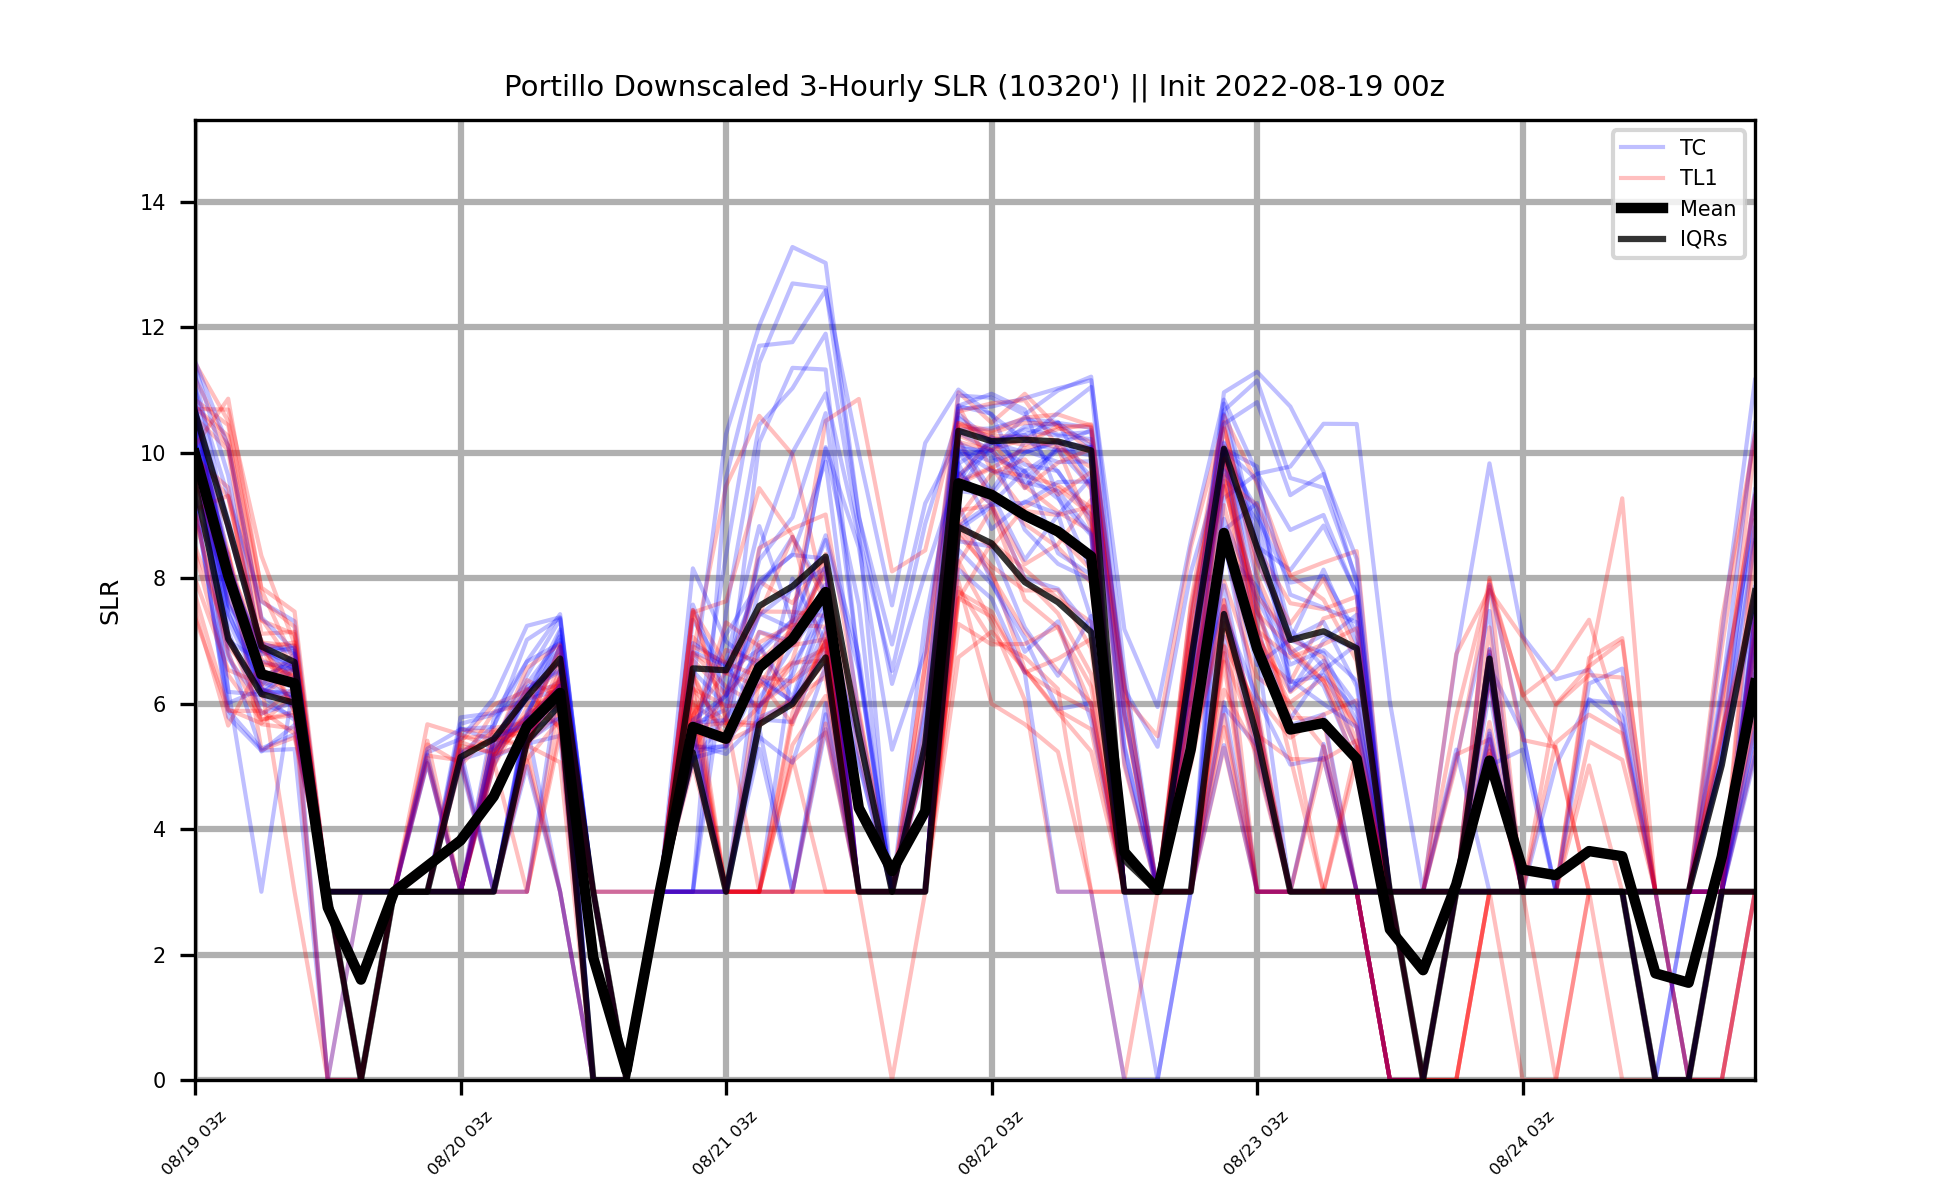 Portillo Downscaled 3-Hourly SLR (10320') || Init 2022-08-19 00z
TC
TL1
Mean
IQRs
SLR
14
12
10
8
6
4
2
0
08/19 03z
08/20 03z
08/21 03z
08/22 03z
08/23 03z
08/24 03z